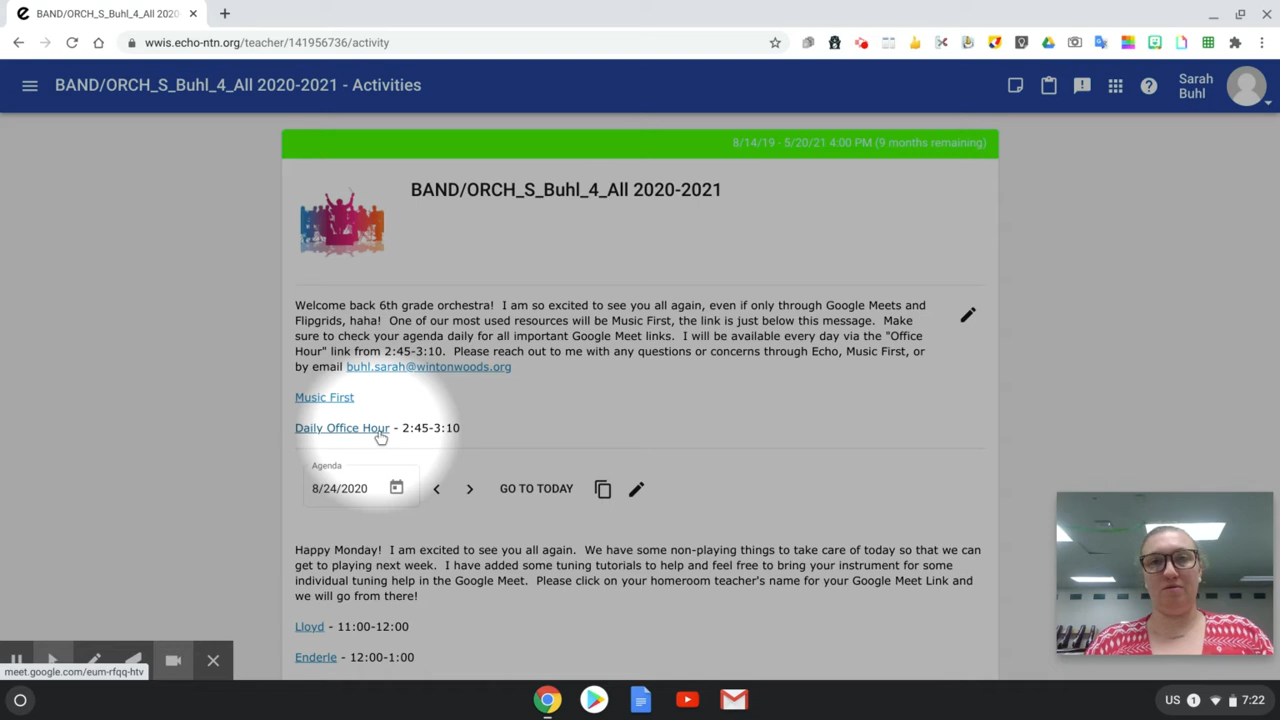 BAND/ORCH_S_Buhl_4_All 2020-2021
wwis.echo-ntn.org/teacher/141956736/activity
BAND/ORCH_S_Buhl_4_All 2020-2021 - Activities
Sarah
Buhl
8/14/19 - 5/20/21 4:00 PM (9 months remaining)
BAND/ORCH_S_Buhl_4_All 2020-2021
Welcome back 6th grade orchestra! I am so excited to see you all again, even if only through Google Meets and
Flipgrids, haha! One of our most used resources will be Music First, the link is just below this message. Make
sure to check your agenda daily for all important Google Meet links. I will be available every day via the "Office
Hour" link from 2:45-3:10. Please reach out to me with any questions or concerns through Echo, Music First, or
by email buhl.sarah@wintonwoods.org
Music First
Daily Office Hour - 2:45-3:10
Agenda
8/24/2020
GO TO TODAY
Happy Monday! I am excited to see you all again. We have some non-playing things to take care of today so that we can
get to playing next week. I have added some tuning tutorials to help and feel free to bring your instrument for some
individual tuning help in the Google Meet. Please click on your homeroom teacher's name for your Google Meet Link and
we will go from there!
Lloyd - 11:00-12:00
Enderle - 12:00-1:00
meet.google.com/eum-rfqq-htv
US 1 7:22